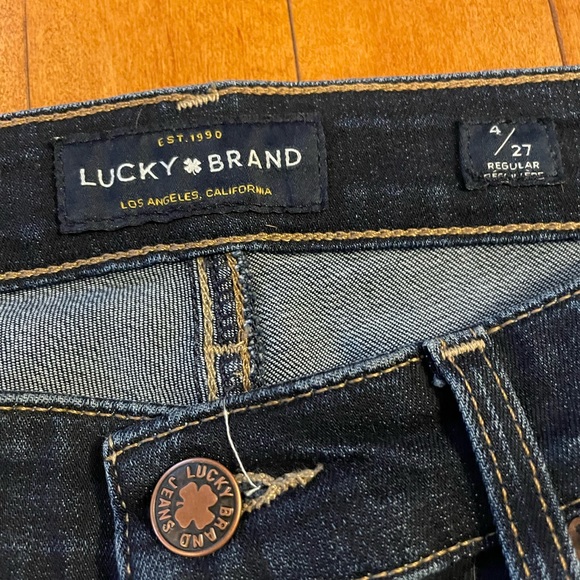 EST. 1990
LUCKY BRAND
LOS ANGELES, CALIFORNIA
4/27
REGULAR
LUCKY BRAND
JEANS